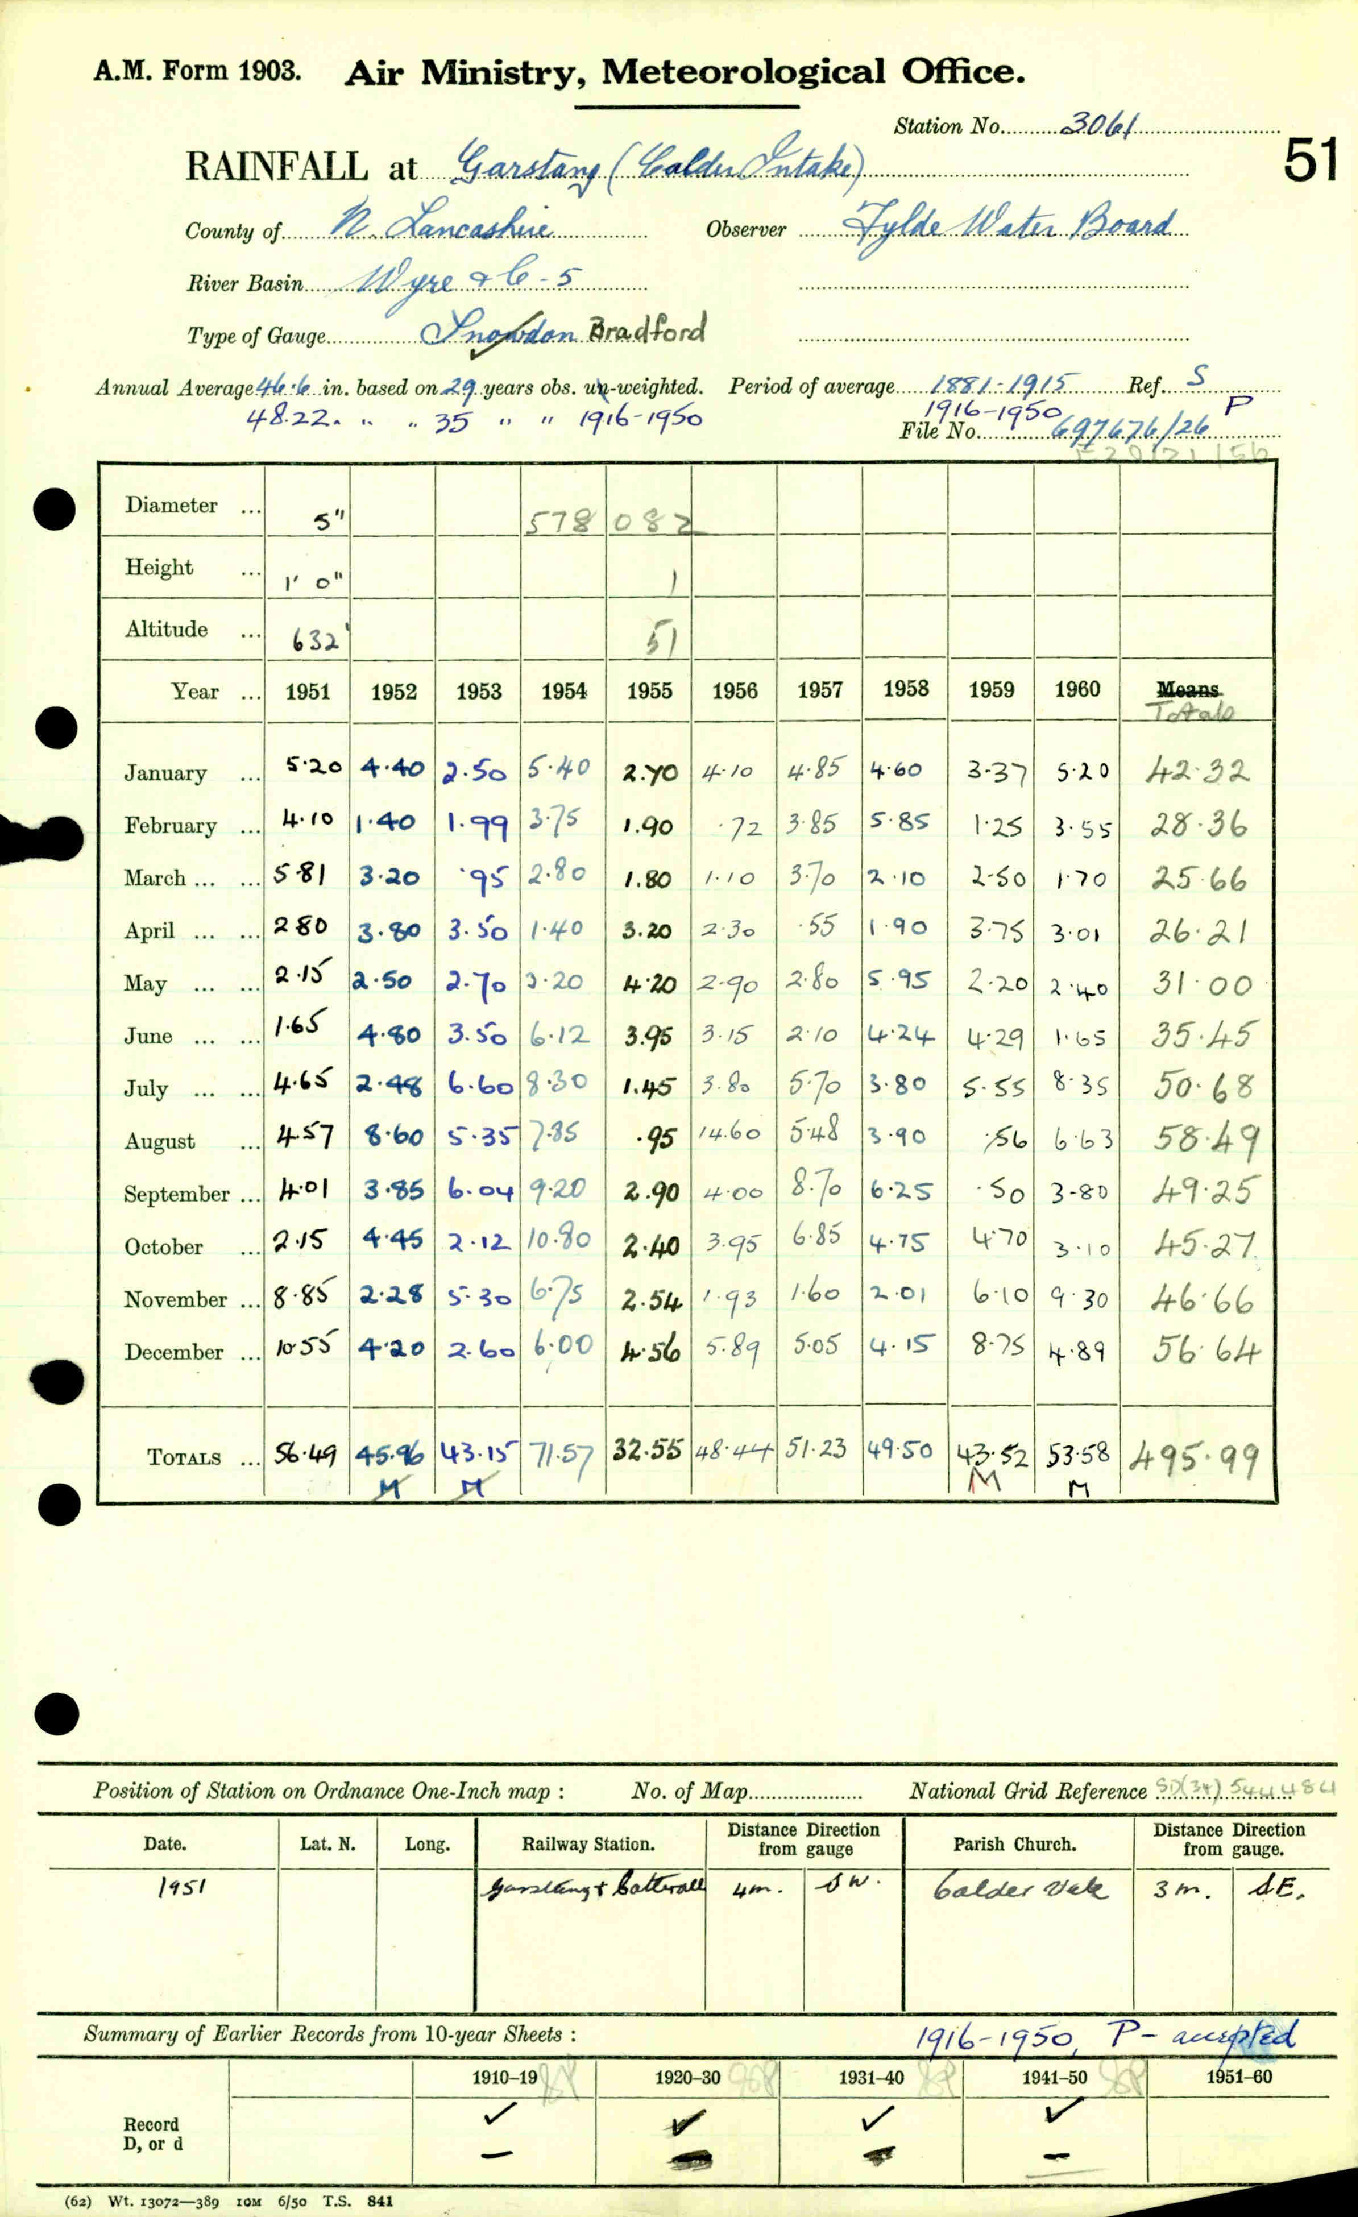 A.M. Form 1903. Air Ministry, Meteorological Office.
Station No. 3061
51
RAINFALL at Garstang (Calder Intake)
County of N. Lancashire Observer Fylde Water Board
River Basin Wyre & C-5
Type of Gauge Snowdon Bradford
Annual Average 46.6 in. based on 29 years obs. un-weighted. Period of average 1881-1915 Ref. S
48.22. " " 35 " " 1916-1950 1916-1950 P
File No. 697676/26
Diameter ... 5" 578 082
Height ... 1' 0" 1
Altitude ... 632' 51
Year ... 1951 1952 1953 1954 1955 1956 1957 1958 1959 1960 Means
Totals
January ... 5.20 4.40 2.50 5.40 2.70 4.10 4.85 4.60 3.37 5.20 42.32
February ... 4.10 1.40 1.99 3.75 1.90 .72 3.85 5.85 1.25 3.55 28.36
March ... ... 5.81 3.20 .95 2.80 1.80 1.10 3.70 2.10 2.50 1.70 25.66
April ... ... 2.80 3.80 3.50 1.40 3.20 2.30 .55 1.90 3.75 3.01 26.21
May ... ... 2.15 2.50 2.70 3.20 4.20 2.90 2.80 5.95 2.20 2.40 31.00
June ... ... 1.65 4.80 3.50 6.12 3.95 3.15 2.10 4.24 4.29 1.65 35.45
July ... ... 4.65 2.48 6.60 8.30 1.45 3.80 5.70 3.80 5.55 8.35 50.68
August ... 4.57 8.60 5.35 7.85 .95 14.60 5.48 3.90 .56 6.63 58.49
September ... 4.01 3.85 6.04 9.20 2.90 4.00 8.70 6.25 .50 3.80 49.25
October ... 2.15 4.45 2.12 10.80 2.40 3.95 6.85 4.75 4.70 3.10 45.27
November ... 8.85 2.28 5.30 6.75 2.54 1.93 1.60 2.01 6.10 9.30 46.66
December ... 10.55 4.20 2.60 6.00 4.56 5.89 5.05 4.15 8.75 4.89 56.64
TOTALS ... 56.49 45.96 43.15 71.57 32.55 48.44 51.23 49.50 43.52 53.58 495.99
M M M M
Position of Station on Ordnance One-Inch map : No. of Map National Grid Reference SD(34) 544484
Date. Lat. N. Long. Railway Station. Distance from gauge Direction Parish Church. Distance from gauge. Direction
1951 Garstang & Catterall 4m. SW. Calder Vale 3m. SE.
Summary of Earlier Records from 10-year Sheets : 1916-1950, P- accepted
1910–19 1920–30 1931–40 1941–50 1951–60
Record ✓ ✓ ✓ ✓
D, or d – – – –
(62) Wt. 13072—389 10M 6/50 T.S. 841